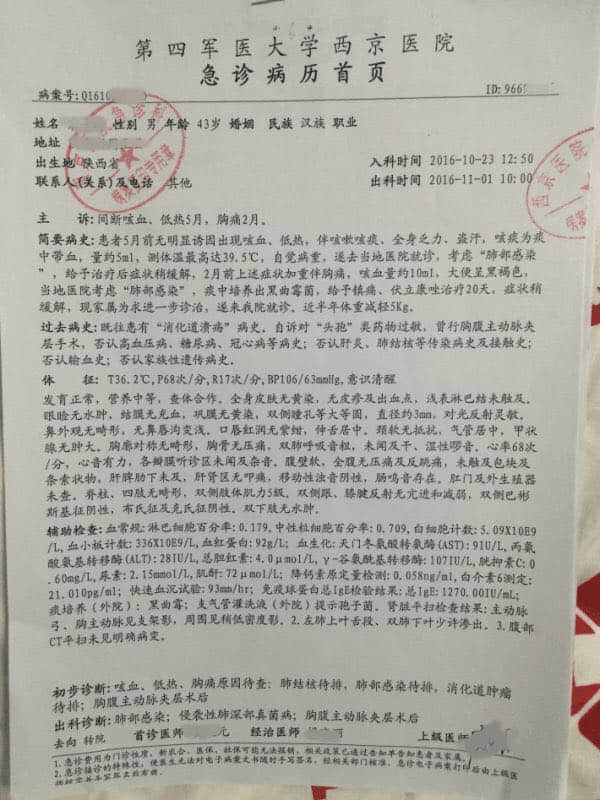 第四军医大学西京医院
急诊病历首页
病案号:Q1610
ID:966
姓名 性别 男 年龄 43岁 婚姻 民族 汉族 职业
地址
出生地 陕西省
入科时间 2016-10-23 12:50
联系人(关系)及电话 其他
出科时间 2016-11-01 10:00
主 诉:间断咳血、低热5月,胸痛2月。
简要病史:患者5月前无明显诱因出现咳血、低热,伴咳嗽咳痰、全身乏力、盗汗,咳痰为痰
中带血,量约5ml,测体温最高达39.5℃,自觉病重,遂去当地医院就诊,考虑“肺部感染
”,给予治疗后症状稍缓解,2月前上述症状加重伴胸痛,咳血量约10ml,大便呈黑褐色,
当地医院考虑“肺部感染”,痰中培养出黑曲霉菌,给予镇痛、伏立康唑治疗20天,症状稍
缓解,现家属为求进一步诊治,遂来我院就诊。近半年体重减轻5Kg。
过去病史:既往患有“消化道溃疡”病史。自诉对“头孢”类药物过敏,曾行胸腹主动脉夹
层手术,否认高血压病、糖尿病、冠心病等病史;否认肝炎、肺结核等传染病史及接触史;
否认输血史;否认家族性遗传病史。
体 征:T36.2℃,P68次/分,R17次/分,BP106/63mmHg,意识清醒
发育正常,营养中等,查体合作。全身皮肤无黄染,无皮疹及出血点,浅表淋巴结未触及。
眼睑无水肿,结膜无充血,巩膜无黄染,双侧瞳孔等大等圆,直径约3mm,对光反射灵敏。
鼻外观无畸形,无鼻唇沟变浅,口唇红润无紫绀,伸舌居中。颈软无抵抗,气管居中,甲状
腺无肿大。胸廓对称无畸形,胸骨无压痛,双肺呼吸音粗,未闻及干、湿性啰音。心率68次
/分,心音有力,各瓣膜听诊区未闻及杂音。腹壁软,全腹无压痛及反跳痛,未触及包块及
条索状物,肝脾肋下未及,肝肾区无叩痛,移动性浊音阴性,肠鸣音存在。肛门及外生殖器
未查。脊柱、四肢无畸形,双侧肢体肌力5级。双侧跟、膝腱反射无亢进和减弱,双侧巴彬
斯基征阴性,布氏征及克氏征阴性。双下肢无水肿。
辅助检查:血常规:淋巴细胞百分率:0.179,中性粒细胞百分率:0.709,白细胞计数:5.09X10E9
/L,血小板计数:336X10E9/L,血红蛋白:92g/L; 血生化:天门冬氨酸转氨酶(AST):9IU/L,丙氨
酸氨基转移酶(ALT):28IU/L,总胆红素:4.0μmol/L,γ-谷氨酰基转移酶:107IU/L,胱抑素C:0
.60mg/L,尿素:2.15mmol/L,肌酐:72μmol/L; 降钙素原定量检测:0.058ng/ml,白介素6测定:
21.010pg/ml; 快速血沉试验:93mm/hr; 免疫球蛋白总IgE检验结果:总IgE:1270.00IU/mL;
痰培养(外院):黑曲霉;支气管灌洗液(外院)提示孢子菌。肾脏平扫检查结果:主动脉
弓、胸主动脉见支架影,周围见稍低密度影。2.左肺上叶舌段、双肺下叶少许渗出。3.腹部
CT平扫未见明确病变。
初步诊断:咳血、低热、胸痛原因待查:肺结核待排,肺部感染待排,消化道肿瘤
待排;胸腹主动脉夹层术后
出科诊断:肺部感染;侵袭性肺深部真菌病;胸腹主动脉夹层术后
去向 转院 首诊医师 元 经治医师 丽 上级医师
1.急诊费用为门诊性质,新农合、医保、社保可能无法报销,相关政策已通过告知单告知患者及家属。
2.急诊接诊的特殊性,使医生无法对电子病案文书随时手写签名,经相关部门核准,急诊电子病案打印后由上级医